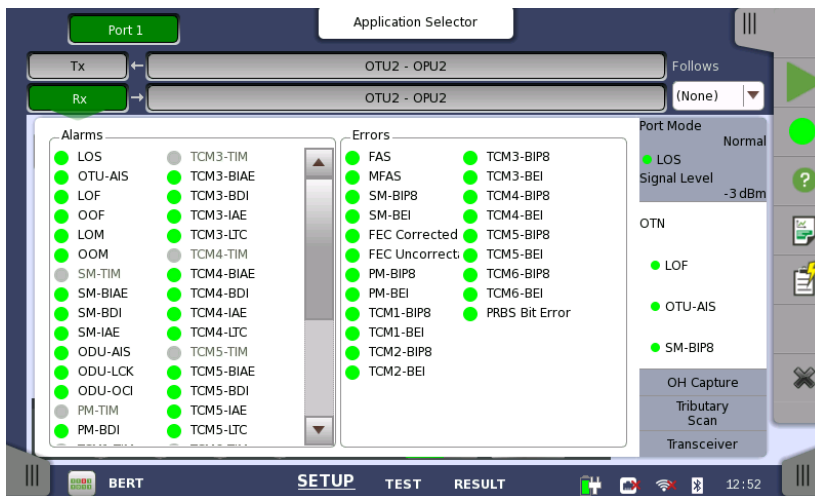 Port 1
Application Selector
Tx
OTU2 - OPU2
Follows
Rx
OTU2 - OPU2
(None)
Alarms
LOS
OTU-AIS
LOF
OOF
LOM
OOM
SM-TIM
SM-BIAE
SM-BDI
SM-IAE
ODU-AIS
ODU-LCK
ODU-OCI
PM-TIM
PM-BDI
TCM3-TIM
TCM3-BIAE
TCM3-BDI
TCM3-IAE
TCM3-LTC
TCM4-TIM
TCM4-BIAE
TCM4-BDI
TCM4-IAE
TCM4-LTC
TCM5-TIM
TCM5-BIAE
TCM5-BDI
TCM5-IAE
TCM5-LTC
Errors
FAS
MFAS
SM-BIP8
SM-BEI
FEC Corrected
FEC Uncorrect
PM-BIP8
PM-BEI
TCM1-BIP8
TCM1-BEI
TCM2-BIP8
TCM2-BEI
TCM3-BIP8
TCM3-BEI
TCM4-BIP8
TCM4-BEI
TCM5-BIP8
TCM5-BEI
TCM6-BIP8
TCM6-BEI
PRBS Bit Error
Port Mode
Normal
LOS
Signal Level
-3 dBm
OTN
LOF
OTU-AIS
SM-BIP8
OH Capture
Tributary
Scan
Transceiver
BERT
SETUP
TEST
RESULT
12:52